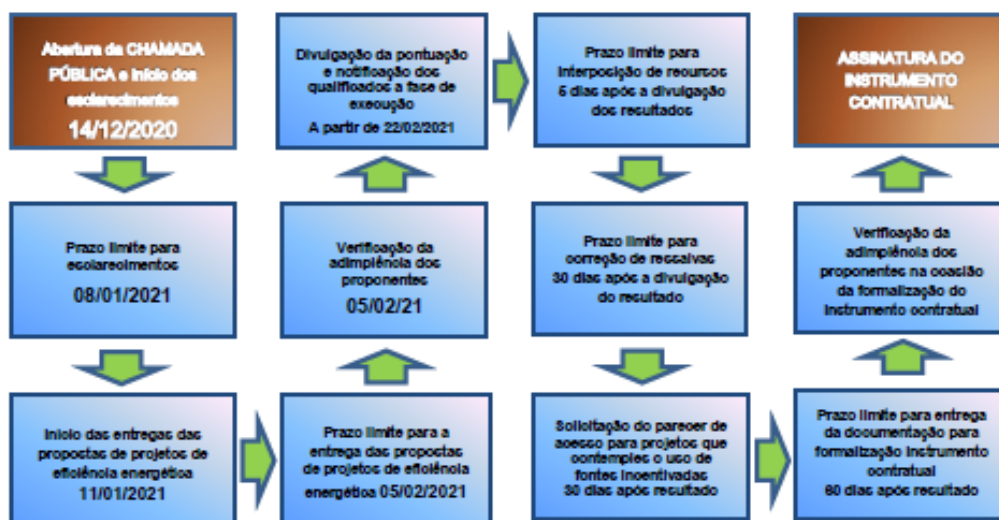 Abertura da CHAMADA
PÚBLICA e início dos
esclarecimentos
14/12/2020
Prazo limite para
esclarecimentos
08/01/2021
Início das entregas das
propostas de projetos de
eficiência energética
11/01/2021
Prazo limite para a
entrega das propostas
de projetos de eficiência
energética 05/02/2021
Verificação da
adimplência dos
proponentes
05/02/21
Divulgação da pontuação
e notificação dos
qualificados a fase de
execução
A partir de 22/02/2021
Prazo limite para
interposição de recursos
5 dias após a divulgação
dos resultados
Prazo limite para
correção de ressalvas
30 dias após a divulgação
do resultado
Solicitação do parecer de
acesso para projetos que
contemples o uso de
fontes incentivadas
30 dias após resultado
Prazo limite para entrega
da documentação para
formalização instrumento
contratual
60 dias após resultado
Verificação da
adimplência dos
proponentes na ocasião
da formalização do
instrumento contratual
ASSINATURA DO
INSTRUMENTO
CONTRATUAL